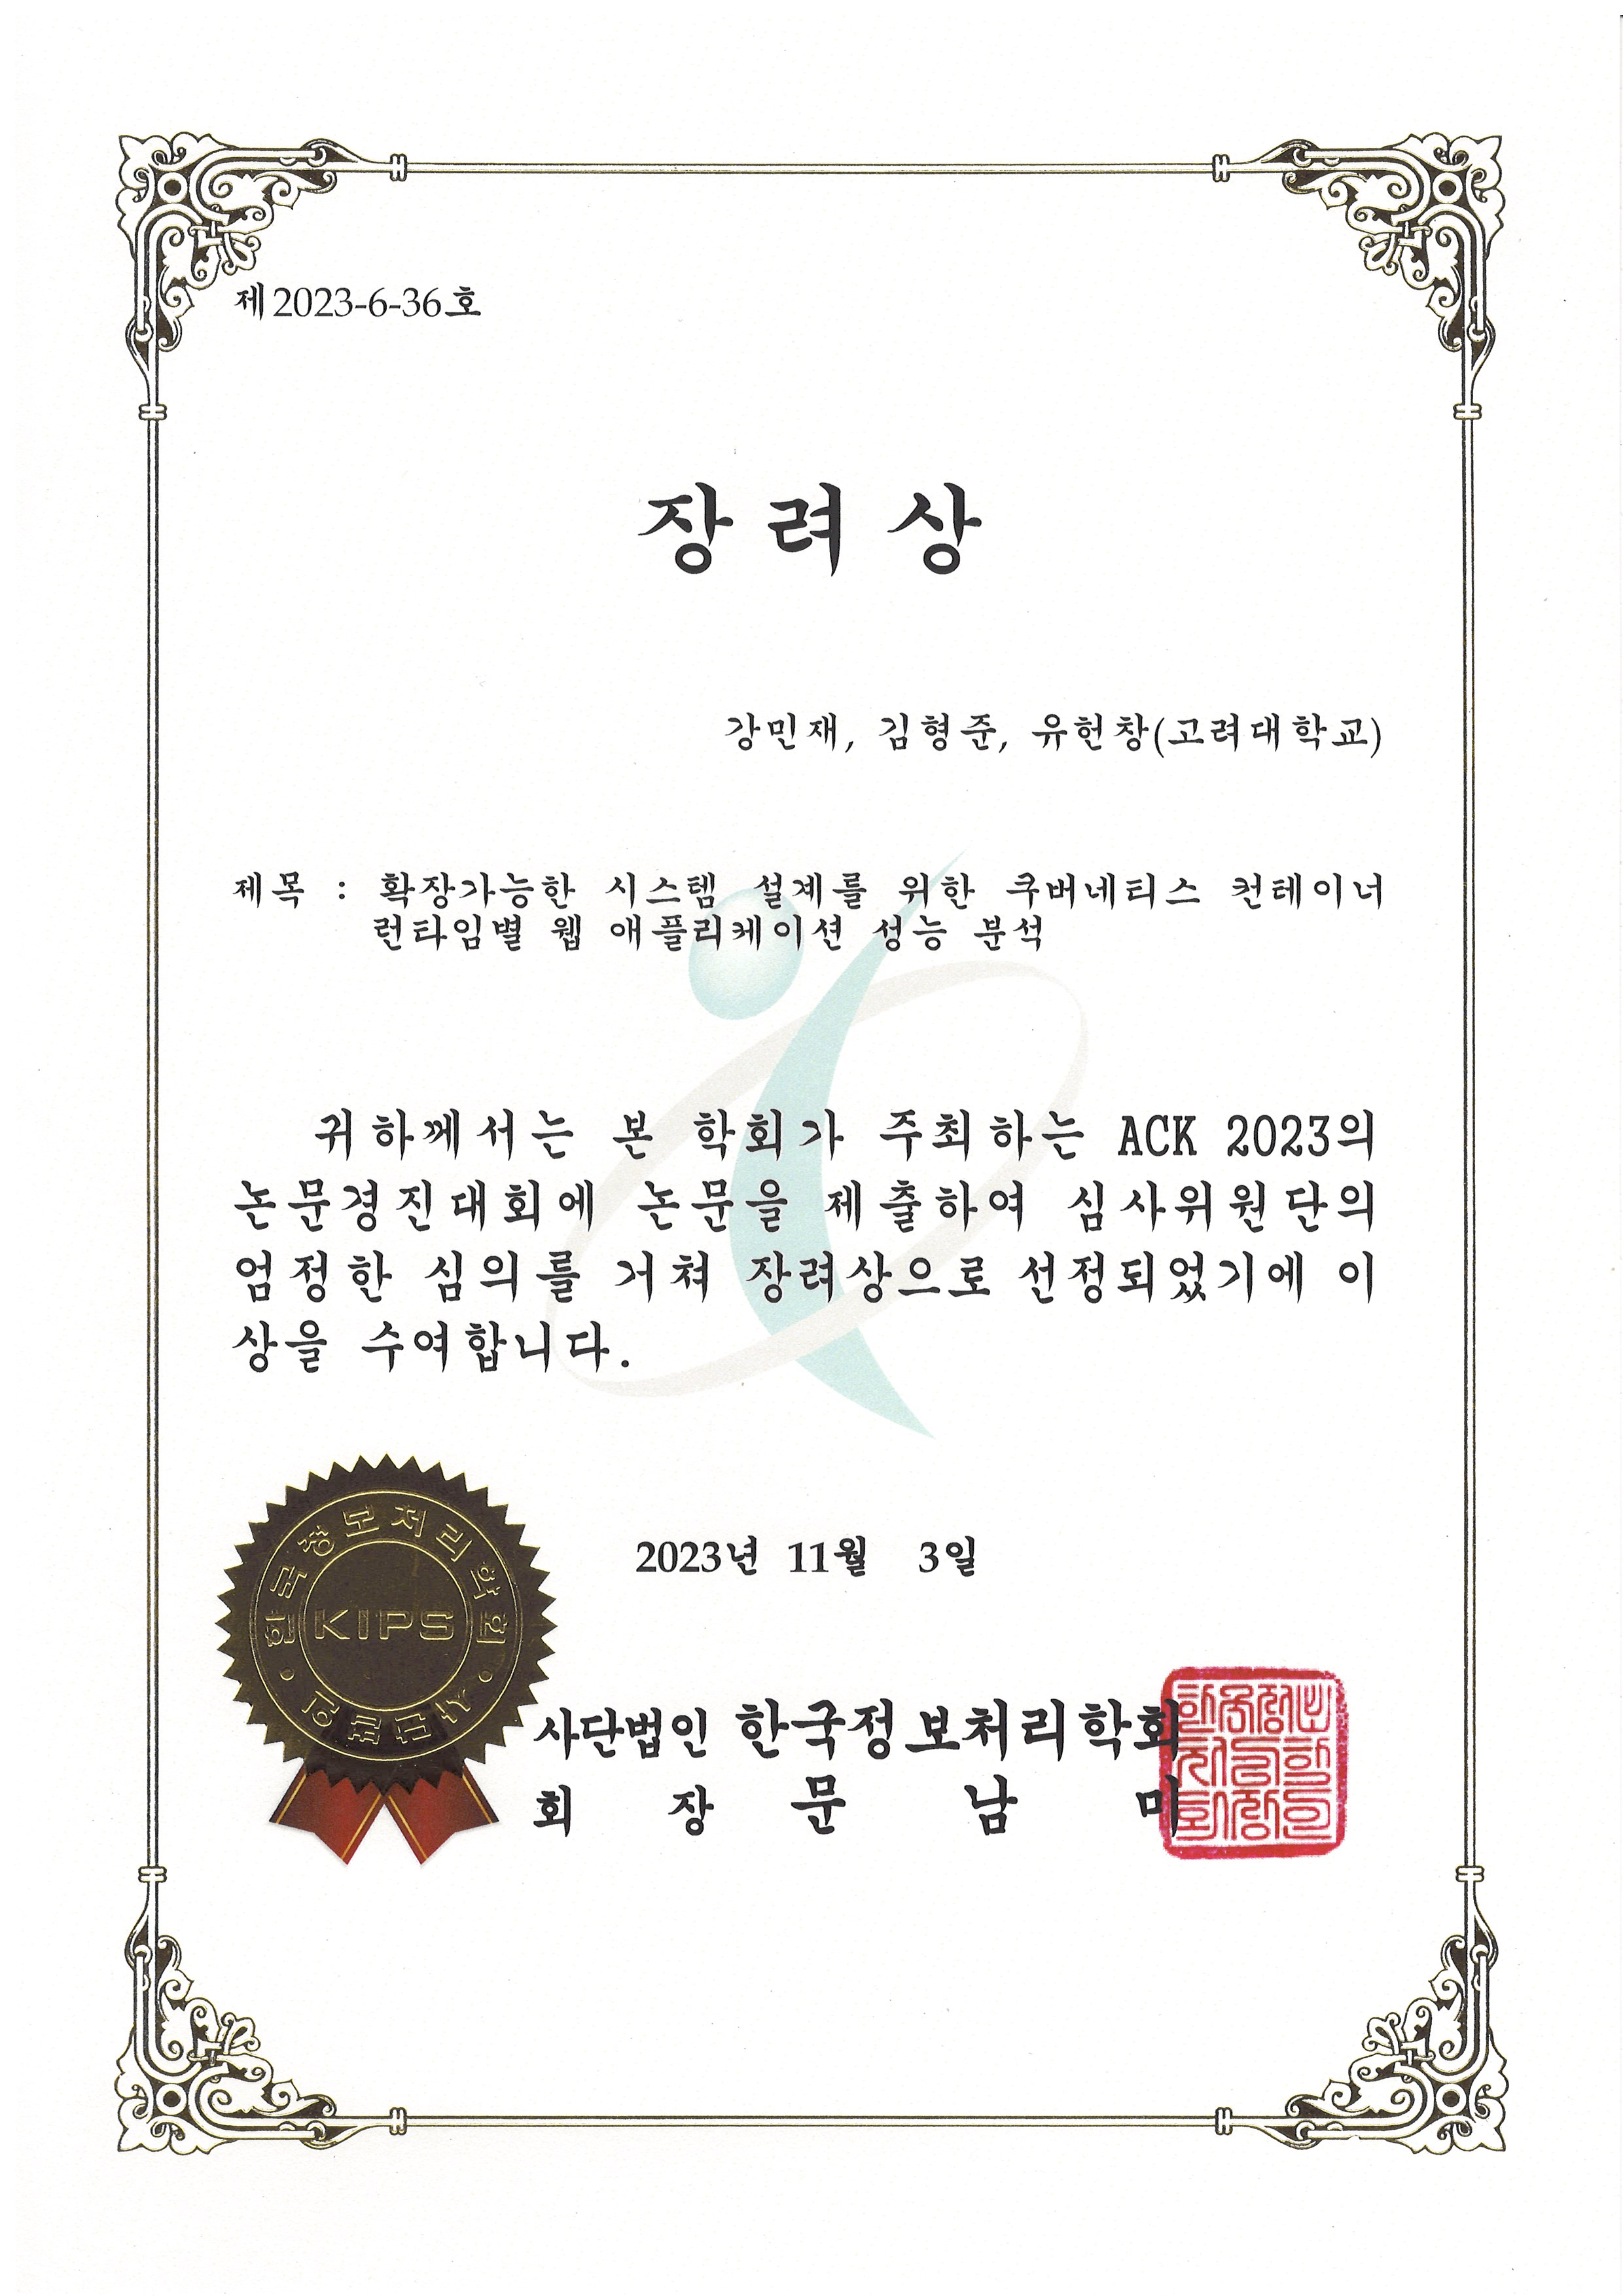 제2023-6-36호
장려상
강민재, 김형준, 유헌창(고려대학교)
제목 : 확장가능한 시스템 설계를 위한 쿠버네티스 컨테이너
런타임별 웹 애플리케이션 성능 분석
귀하께서는 본 학회가 주최하는 ACK 2023의
논문경진대회에 논문을 제출하여 심사위원단의
엄정한 심의를 거쳐 장려상으로 선정되었기에 이
상을 수여합니다.
2023년 11월 3일
한국정보처리학회
KIPS
사단법인 한국정보처리학회
회 장 문 남 미